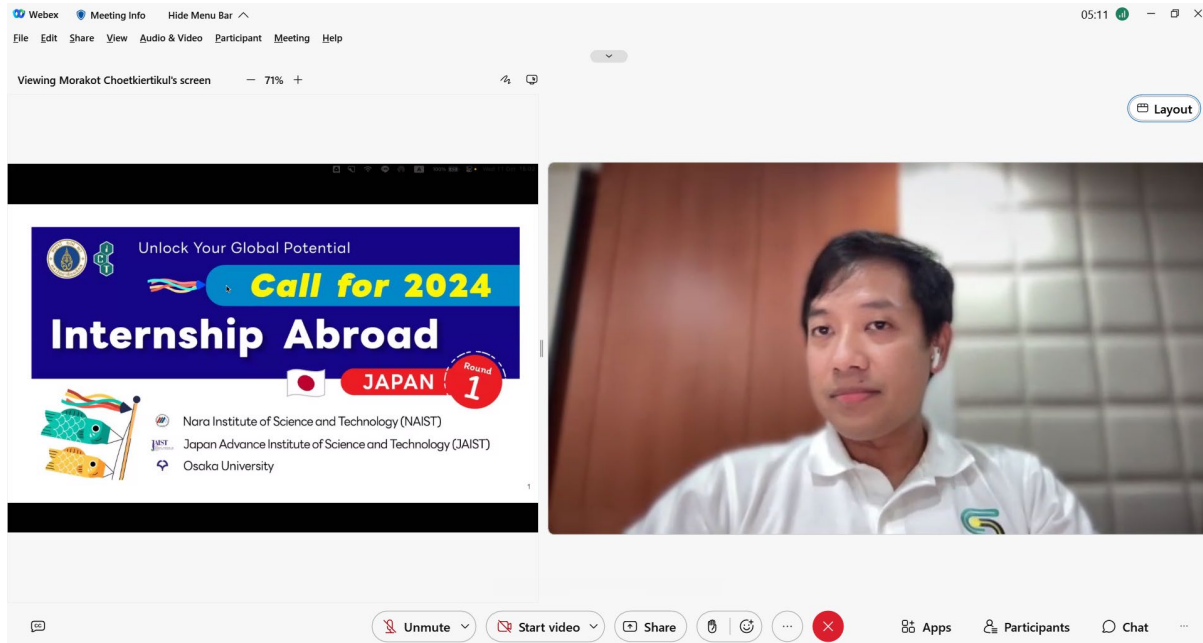 Webex Meeting Info Hide Menu Bar
05:11
File Edit Share View Audio & Video Participant Meeting Help
Viewing Morakot Choetkiertikul's screen
71%
Layout
ICT
Unlock Your Global Potential
Call for 2024
Internship Abroad
JAPAN
Round
1
Nara Institute of Science and Technology (NAIST)
JAIST
Japan Advance Institute of Science and Technology (JAIST)
Osaka University
1
CC
Unmute
Start video
Share
Apps
Participants
Chat